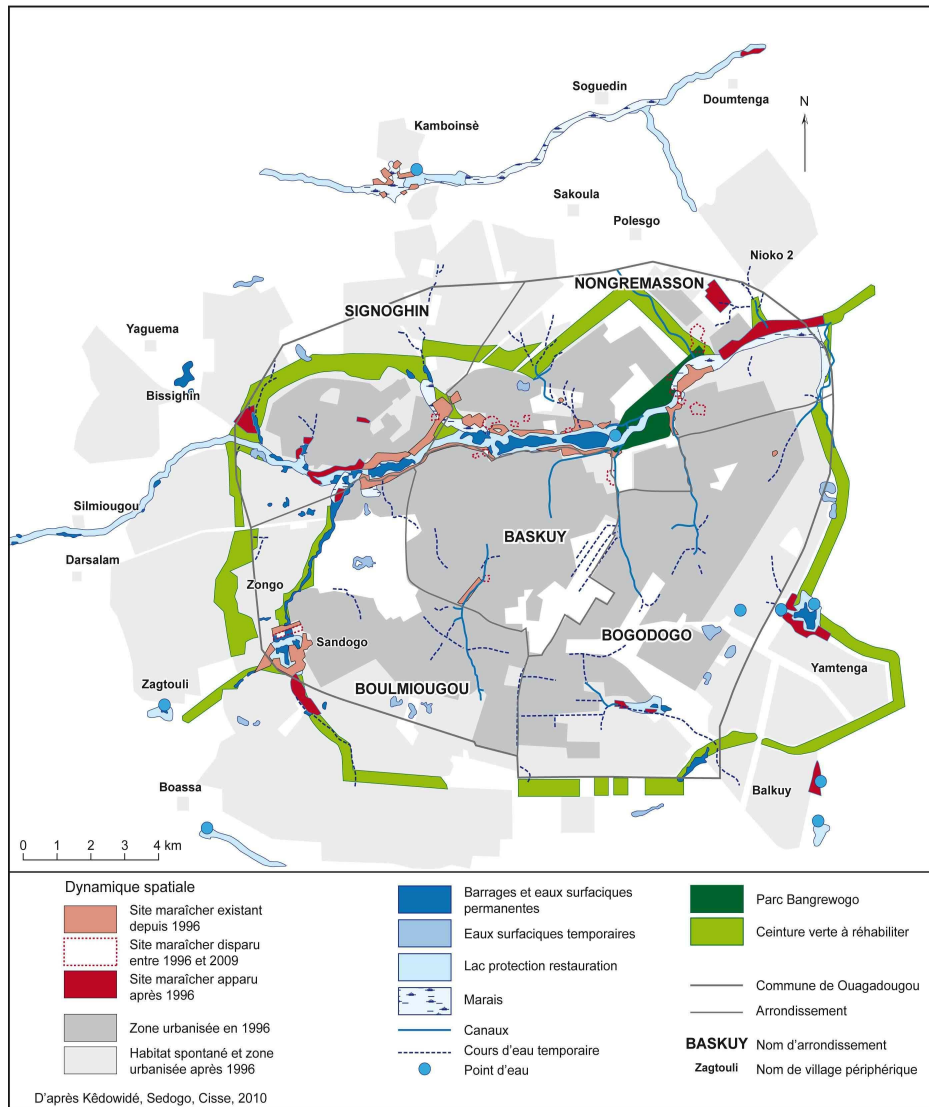 Soguedin
Doumtenga
N
Kamboinsè
Sakoula
Polesgo
Nioko 2
NONGREMASSON
SIGNOGHIN
Yaguema
Bissighin
Silmiougou
BASKUY
Darsalam
Zongo
Sandogo
BOGODOGO
Yamtenga
Zagtouli
BOULMIOUGOU
Boassa
Balkuy
0 1 2 3 4 km
Dynamique spatiale
Site maraîcher existant
depuis 1996
Site maraîcher disparu
entre 1996 et 2009
Site maraîcher apparu
après 1996
Zone urbanisée en 1996
Habitat spontané et zone
urbanisée après 1996
Barrages et eaux surfaciques
permanentes
Eaux surfaciques temporaires
Lac protection restauration
Marais
Canaux
Cours d'eau temporaire
Point d'eau
Parc Bangrewogo
Ceinture verte à réhabiliter
Commune de Ouagadougou
Arrondissement
BASKUY Nom d'arrondissement
Zagtouli Nom de village périphérique
D'après Kêdowidé, Sedogo, Cisse, 2010